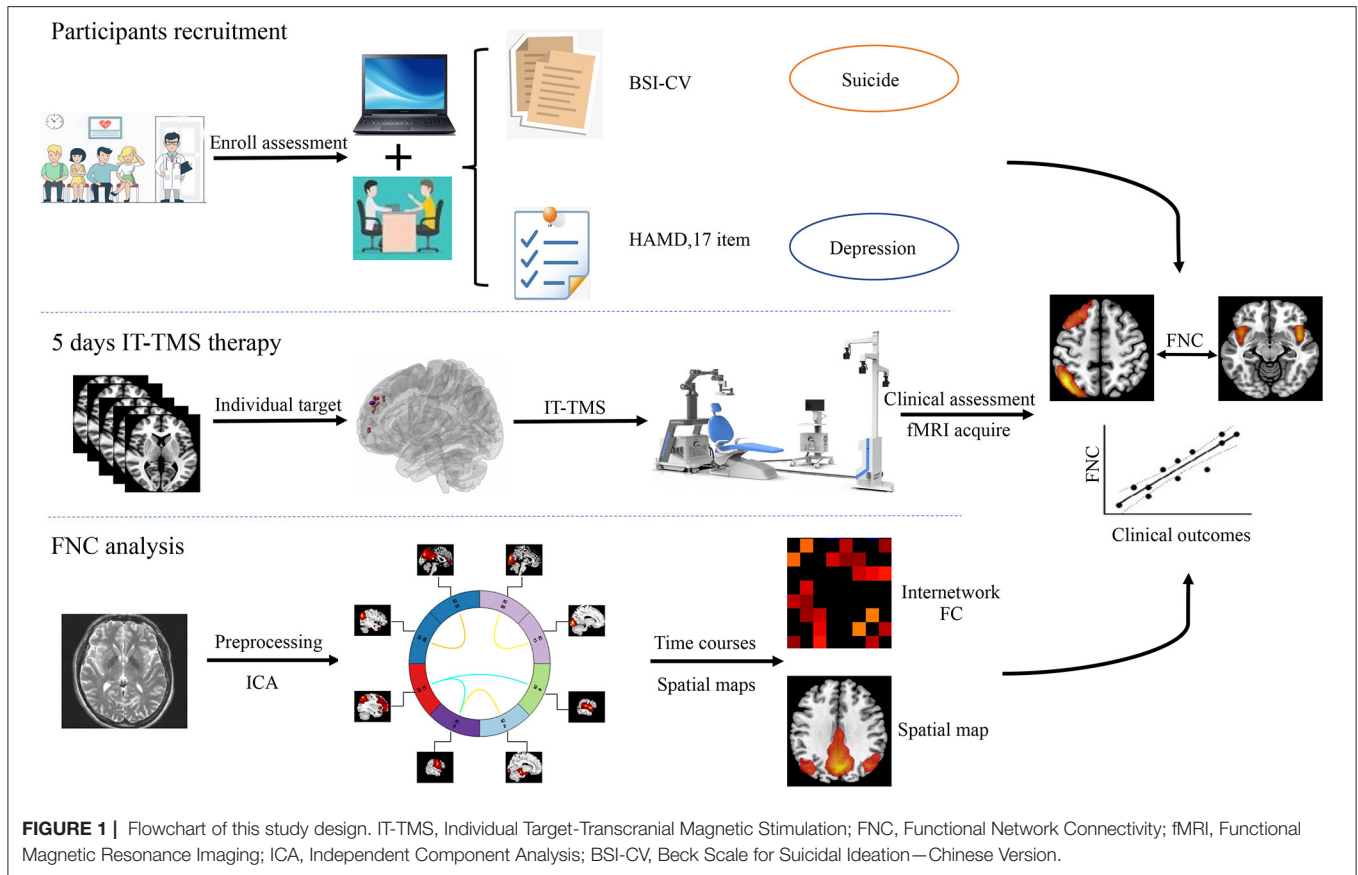 Participants recruitment
Enroll assessment
+
BSI-CV
Suicide
HAMD,17 item
Depression
5 days IT-TMS therapy
Individual target
IT-TMS
Clinical assessment
fMRI acquire
FNC
FNC
Clinical outcomes
FNC analysis
Preprocessing
ICA
Time courses
Spatial maps
Internetwork
FC
Spatial map
FIGURE 1 | Flowchart of this study design. IT-TMS, Individual Target-Transcranial Magnetic Stimulation; FNC, Functional Network Connectivity; fMRI, Functional
Magnetic Resonance Imaging; ICA, Independent Component Analysis; BSI-CV, Beck Scale for Suicidal Ideation—Chinese Version.